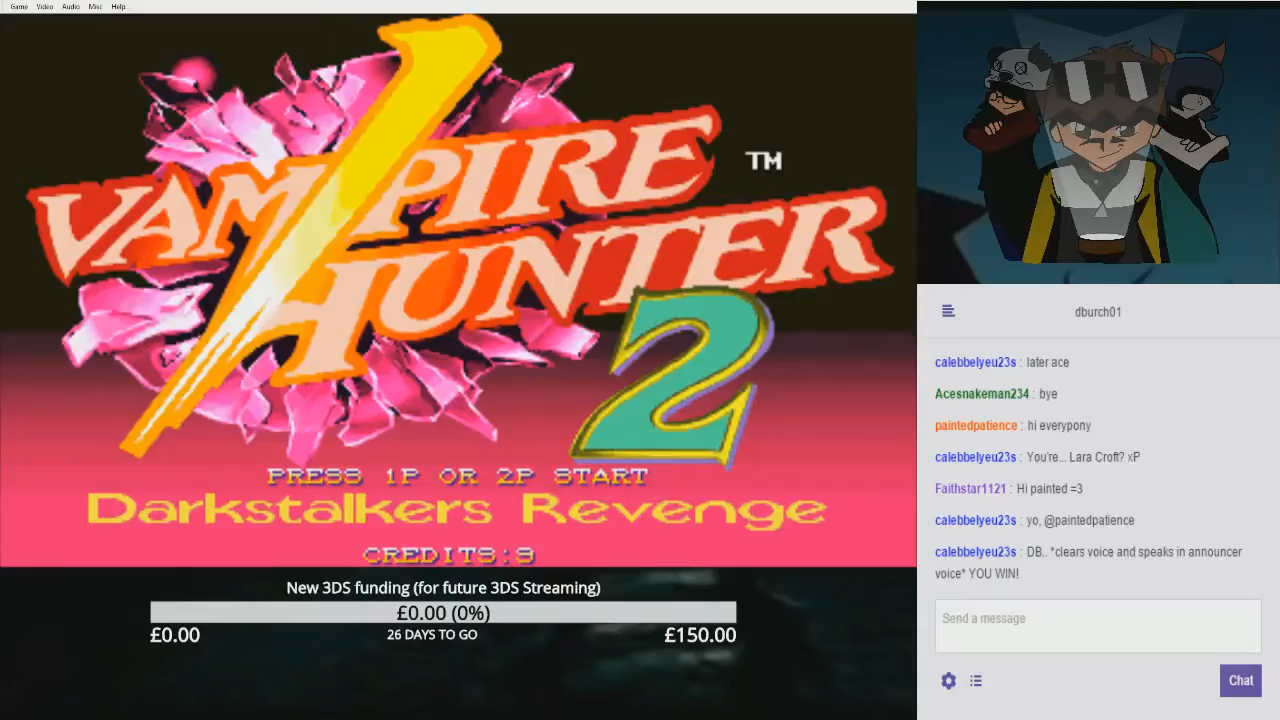 Game Video Audio Misc Help
VAMPIRE
TM
HUNTER
2
PRESS 1P OR 2P START
Darkstalkers Revenge
CREDITS:9
New 3DS funding (for future 3DS Streaming)
£0.00 (0%)
£0.00 26 DAYS TO GO £150.00
dburch01
calebbelyeu23s : later ace
Acesnakeman234 : bye
paintedpatience : hi everypony
calebbelyeu23s : You're... Lara Croft? xP
Faithstar1121 : Hi painted =3
calebbelyeu23s : yo, @paintedpatience
calebbelyeu23s : DB.. *clears voice and speaks in announcer
voice* YOU WIN!
Send a message
Chat